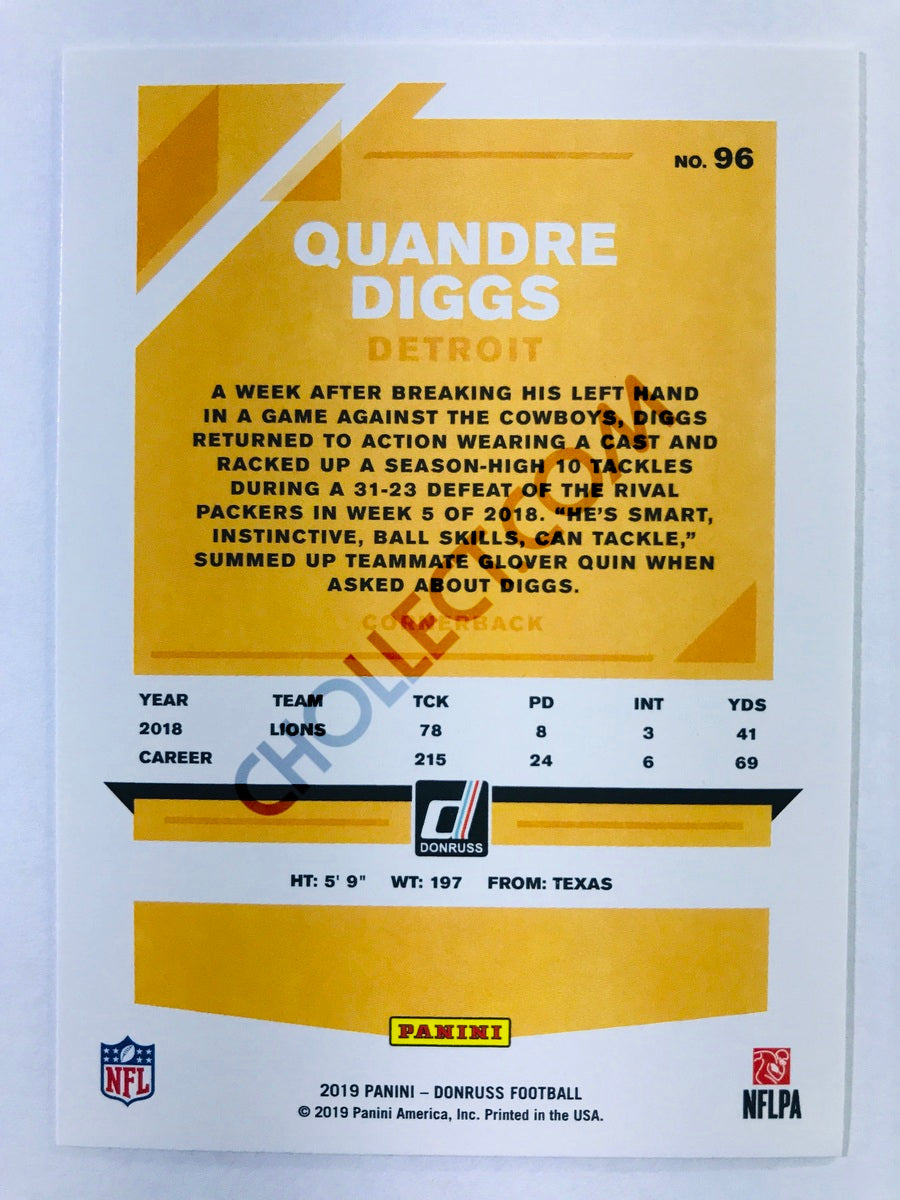 NO. 96
QUANDRE
DIGGS
DETROIT
A WEEK AFTER BREAKING HIS LEFT HAND
IN A GAME AGAINST THE COWBOYS, DIGGS
RETURNED TO ACTION WEARING A CAST AND
RACKED UP A SEASON-HIGH 10 TACKLES
DURING A 31-23 DEFEAT OF THE RIVAL
PACKERS IN WEEK 5 OF 2018. “HE’S SMART,
INSTINCTIVE, BALL SKILLS, CAN TACKLE,”
SUMMED UP TEAMMATE GLOVER QUIN WHEN
ASKED ABOUT DIGGS.
CORNERBACK
CHOLLECT.COM
YEAR TEAM TCK PD INT YDS
2018 LIONS 78 8 3 41
CAREER 215 24 6 69
d
DONRUSS
HT: 5' 9" WT: 197 FROM: TEXAS
PANINI
NFL
2019 PANINI – DONRUSS FOOTBALL
© 2019 Panini America, Inc. Printed in the USA.
NFLPA